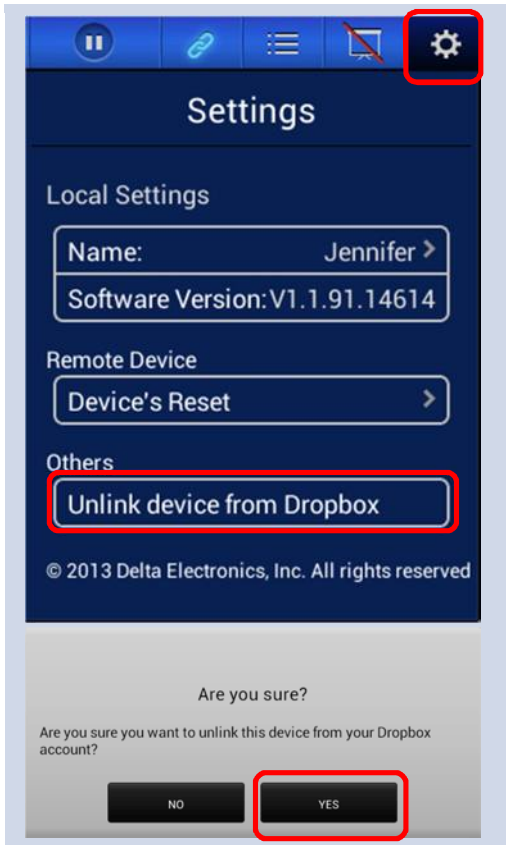 Settings
Local Settings
Name: Jennifer >
Software Version: V1.1.91.14614
Remote Device
Device's Reset >
Others
Unlink device from Dropbox
© 2013 Delta Electronics, Inc. All rights reserved
Are you sure?
Are you sure you want to unlink this device from your Dropbox
account?
NO YES